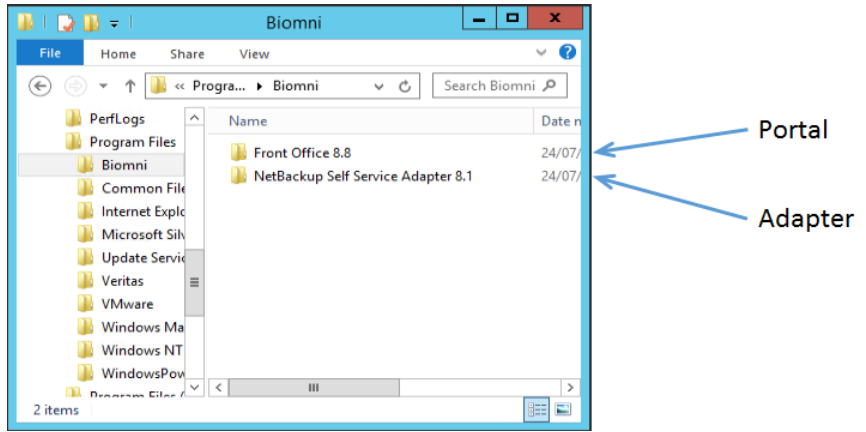 Biomni
File Home Share View
« Progra... Biomni Search Biomni
PerfLogs
Program Files
Biomni
Common File
Internet Explo
Microsoft Silv
Update Servic
Veritas
VMware
Windows Ma
Windows NT
WindowsPow
Program Files (
Name Date n
Front Office 8.8 24/07/
NetBackup Self Service Adapter 8.1 24/07/
2 items
Portal
Adapter